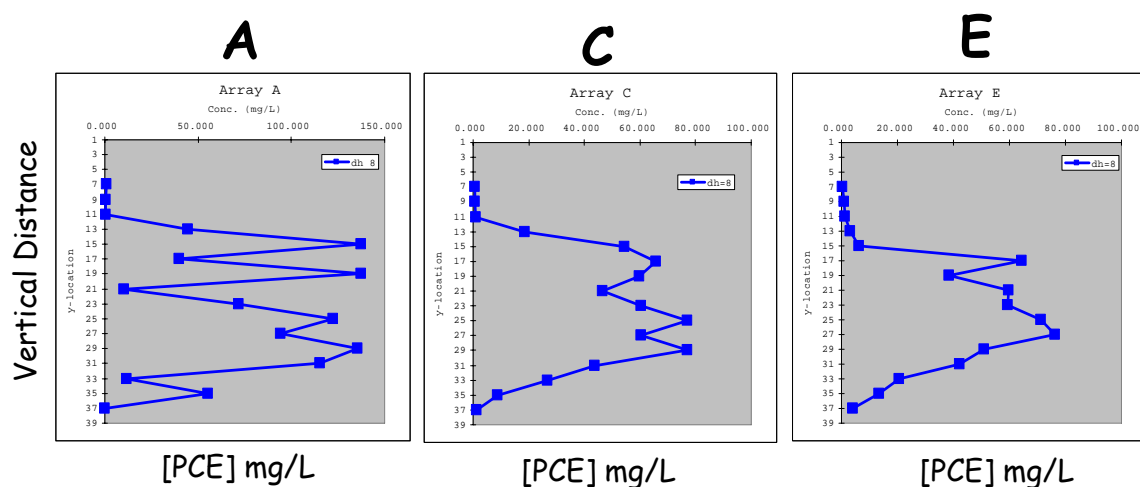 A
C
E
Array A
Conc. (mg/L)
0.000 50.000 100.000 150.000
1
3
5
7
9
11
13
15
17
19
21
23
25
27
29
31
33
35
37
39
y-location
dh 8
Array C
Conc. (mg/L)
0.000 20.000 40.000 60.000 80.000 100.000
1
3
5
7
9
11
13
15
17
19
21
23
25
27
29
31
33
35
37
39
y-location
dh=8
Array E
Conc. (mg/L)
0.000 20.000 40.000 60.000 80.000 100.000
1
3
5
7
9
11
13
15
17
19
21
23
25
27
29
31
33
35
37
39
y-location
dh=8
Vertical Distance
[PCE] mg/L
[PCE] mg/L
[PCE] mg/L